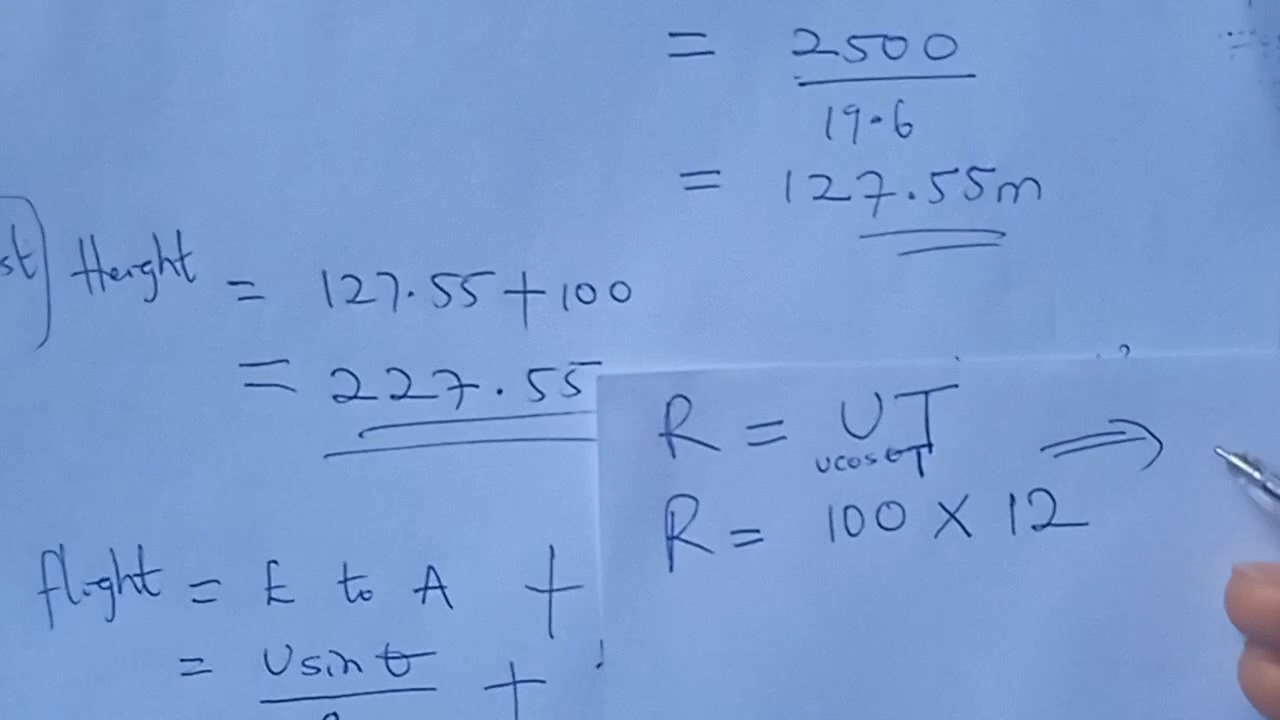 = 2500
19.6
= 127.55m
st) Height = 127.55+100
= 227.55
R = UT ⇒
ucosθT
R = 100 × 12
flight = E to A +
= Usinθ +